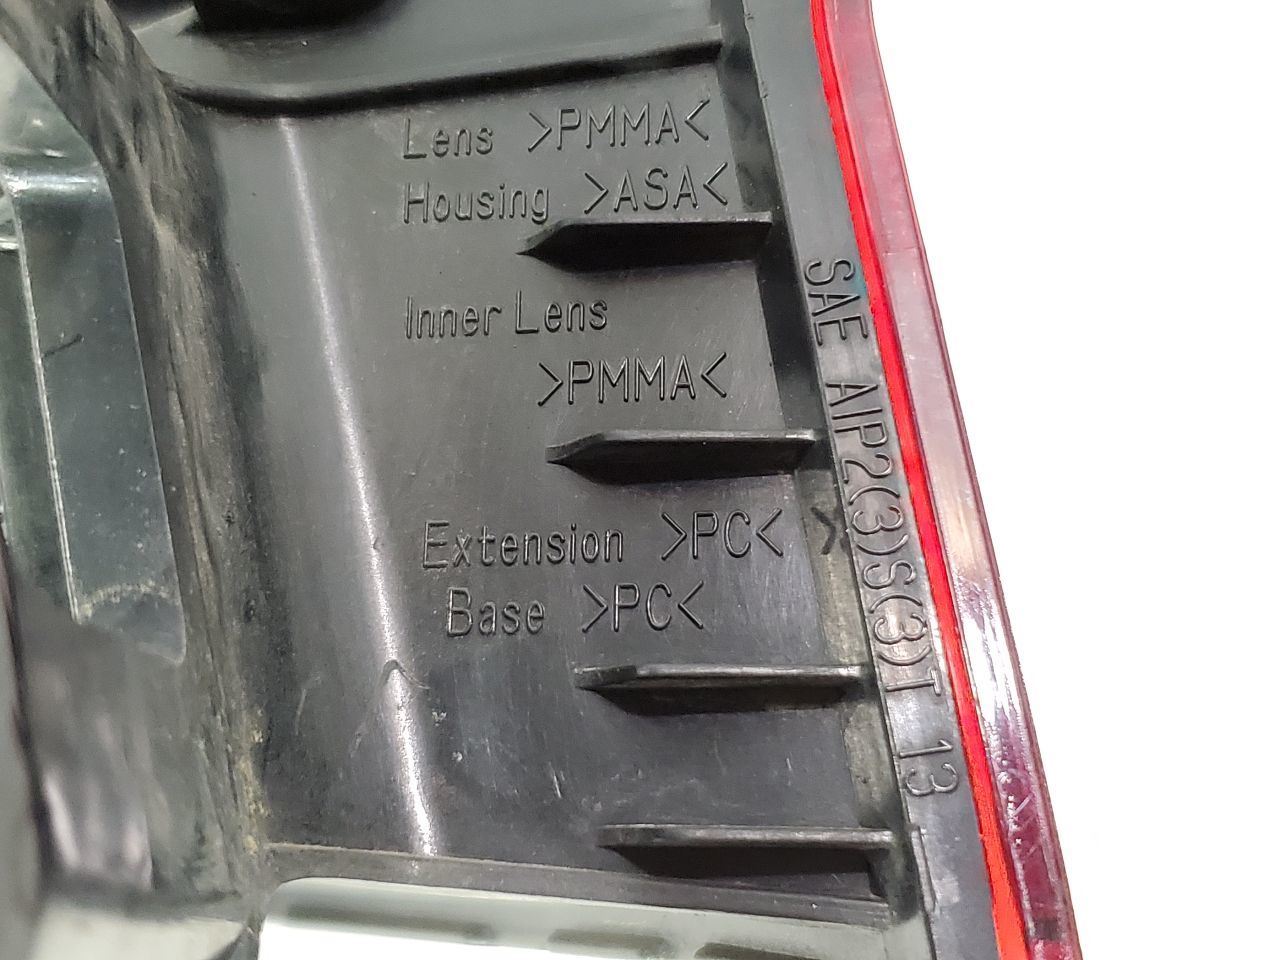 Lens >PMMA<
Housing >ASA<
Inner Lens
>PMMA<
Extension >PC<
Base >PC<
SAE AIP2(3)S(3)T 13